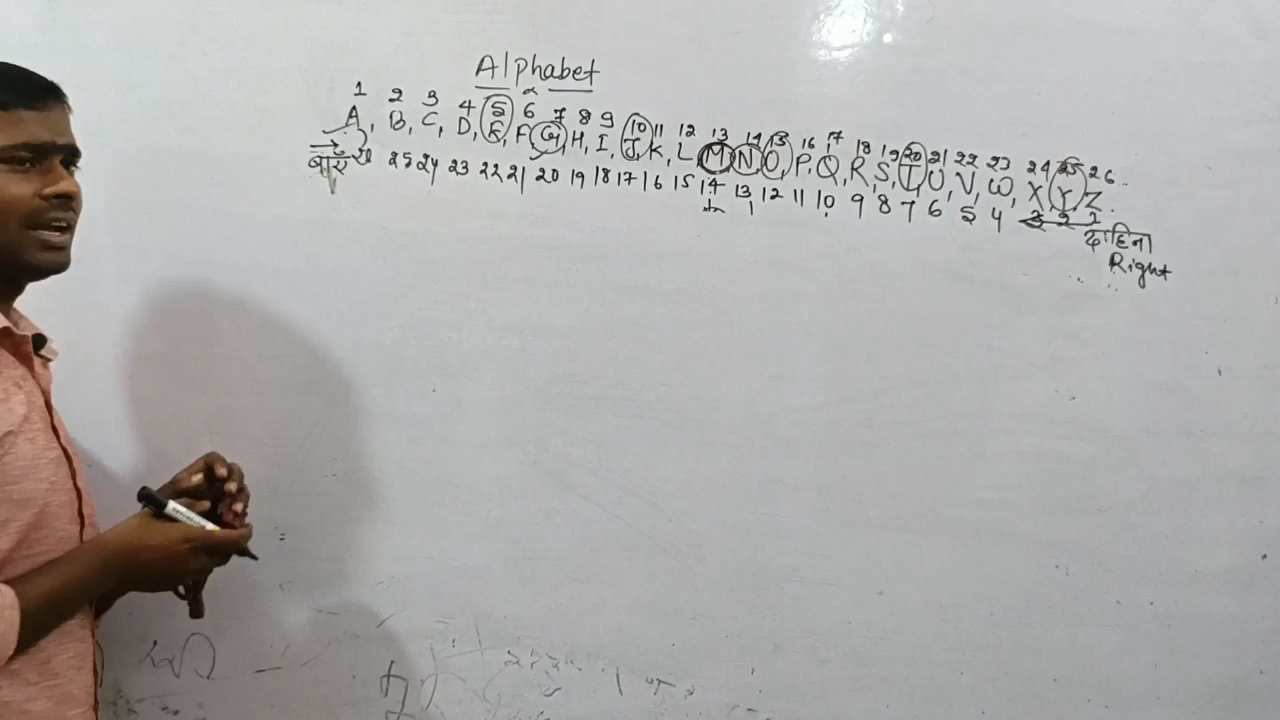 Alphabet
1 2 3 4 5 6 7 8 9 10 11 12 13 14 15 16 17 18 19 20 21 22 23 24 25 26
A, B, C, D, E, F, G, H, I, J, K, L, M, N, O, P, Q, R, S, T, U, V, W, X, Y, Z
26 25 24 23 22 21 20 19 18 17 16 15 14 13 12 11 10 9 8 7 6 5 4 3 2 1
बाएं
दाहिना
Right